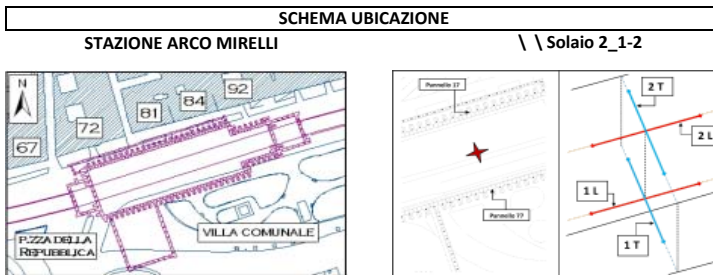 SCHEMA UBICAZIONE
STAZIONE ARCO MIRELLI
\ \ Solaio 2_1-2
N
92
84
81
72
67
P.ZZA DELLA
REPUBBLICA
VILLA COMUNALE
Pannello 17
Pannello 77
2 T
2 L
1 L
1 T